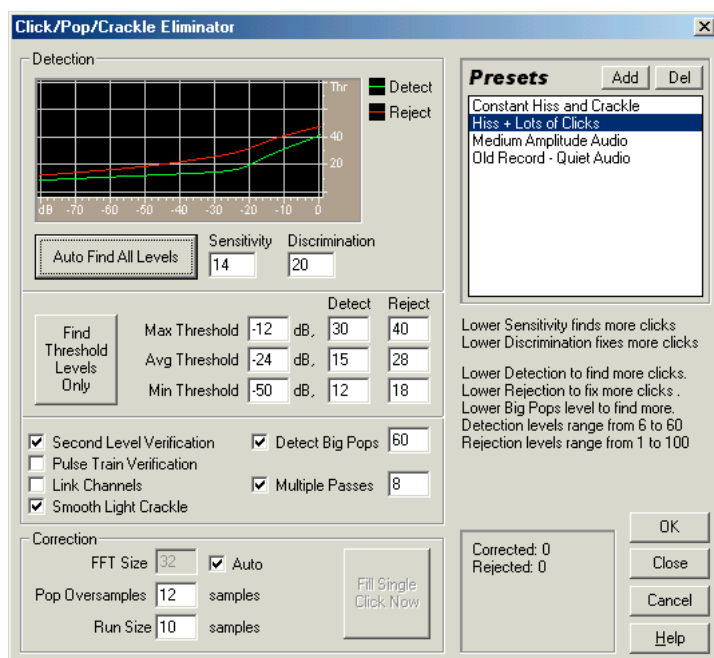 Click/Pop/Crackle Eliminator
Detection
Thr
40
20
dB -70 -60 -50 -40 -30 -20 -10 0
Detect
Reject
Auto Find All Levels
Sensitivity
14
Discrimination
20
Detect Reject
Find Threshold Levels Only
Max Threshold -12 dB, 30 40
Avg Threshold -24 dB, 15 28
Min Threshold -50 dB, 12 18
Second Level Verification
Detect Big Pops 60
Pulse Train Verification
Link Channels
Multiple Passes 8
Smooth Light Crackle
Correction
FFT Size 32 Auto
Pop Oversamples 12 samples
Run Size 10 samples
Fill Single
Click Now
Presets Add Del
Constant Hiss and Crackle
Hiss + Lots of Clicks
Medium Amplitude Audio
Old Record - Quiet Audio
Lower Sensitivity finds more clicks
Lower Discrimination fixes more clicks
Lower Detection to find more clicks.
Lower Rejection to fix more clicks .
Lower Big Pops level to find more.
Detection levels range from 6 to 60
Rejection levels range from 1 to 100
Corrected: 0
Rejected: 0
OK
Close
Cancel
Help